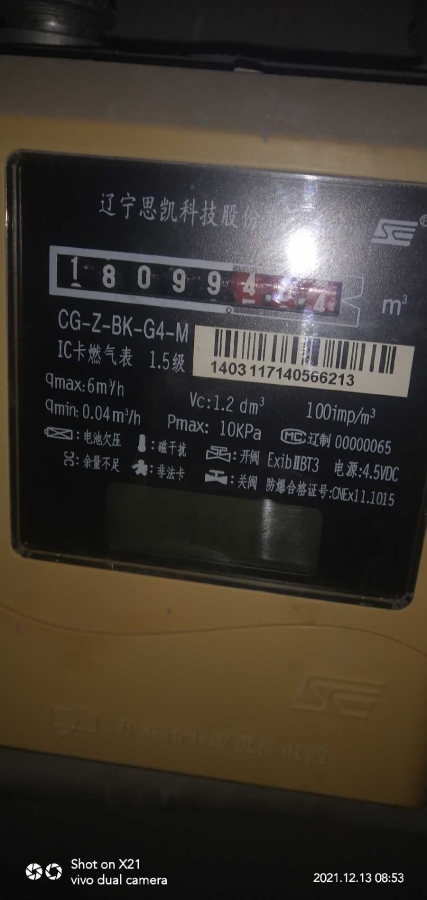 辽宁思凯科技股份
SE
18099
m³
CG-Z-BK-G4-M
IC卡燃气表 1.5级
1403117140566213
qmax:6m³/h
Vc:1.2 dm³
100imp/m³
qmin:0.04m³/h
Pmax: 10KPa
MC:辽制 00000065
:电池欠压 :磁干扰 :开阀 ExibⅡBT3 电源:4.5VDC
:余量不足 :非法卡 :关阀 防爆合格证号:CNEx11.1015
Shot on X21
vivo dual camera
2021.12.13 08:53